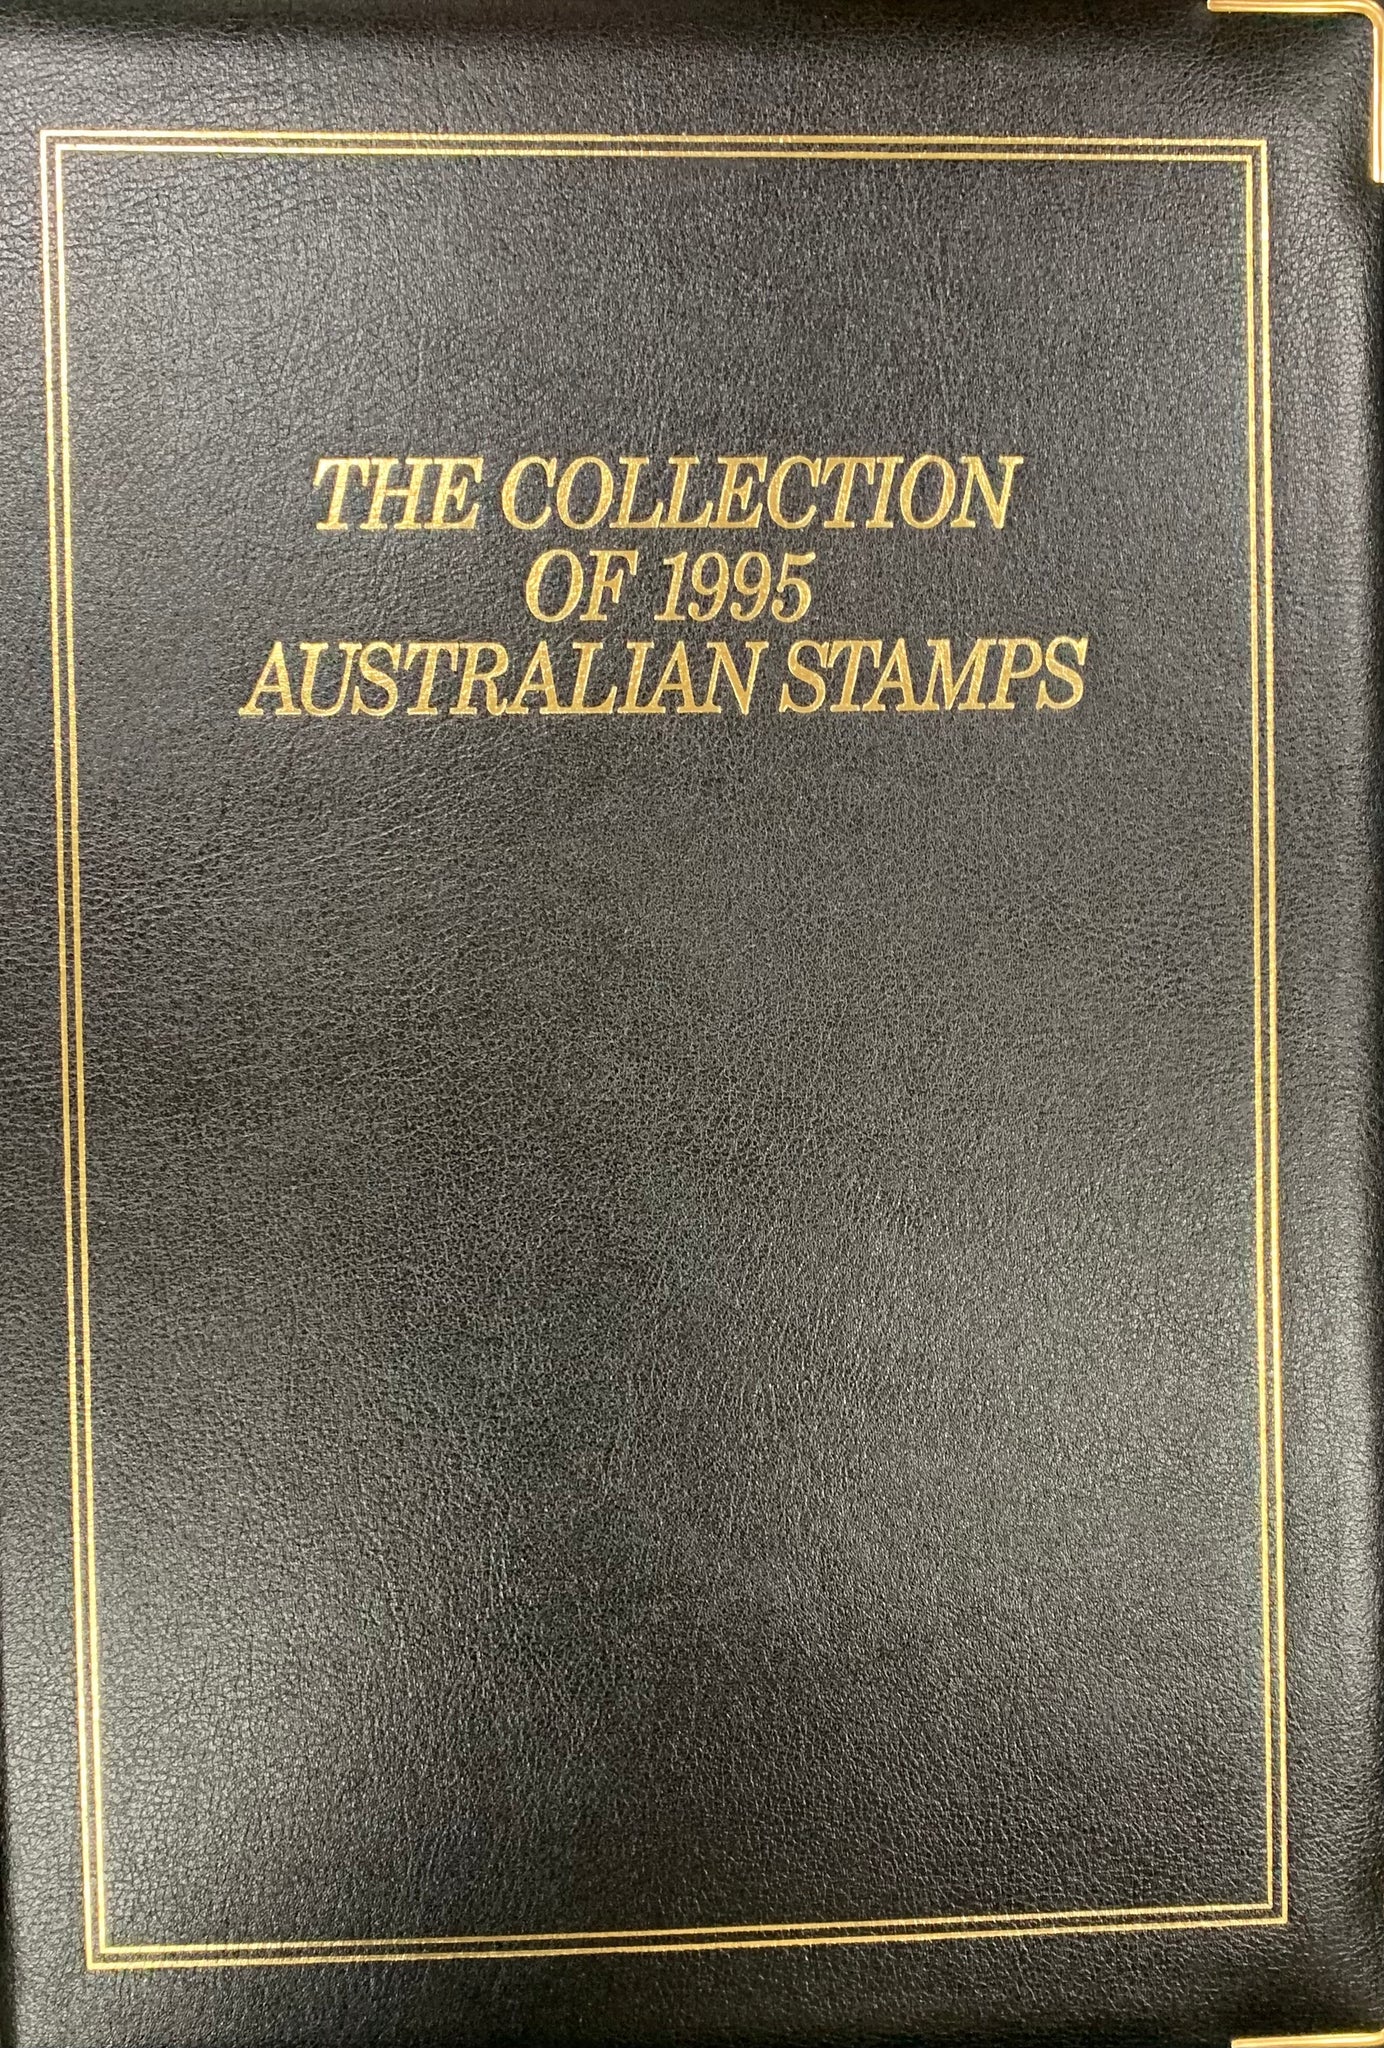 THE COLLECTION
OF 1995
AUSTRALIAN STAMPS